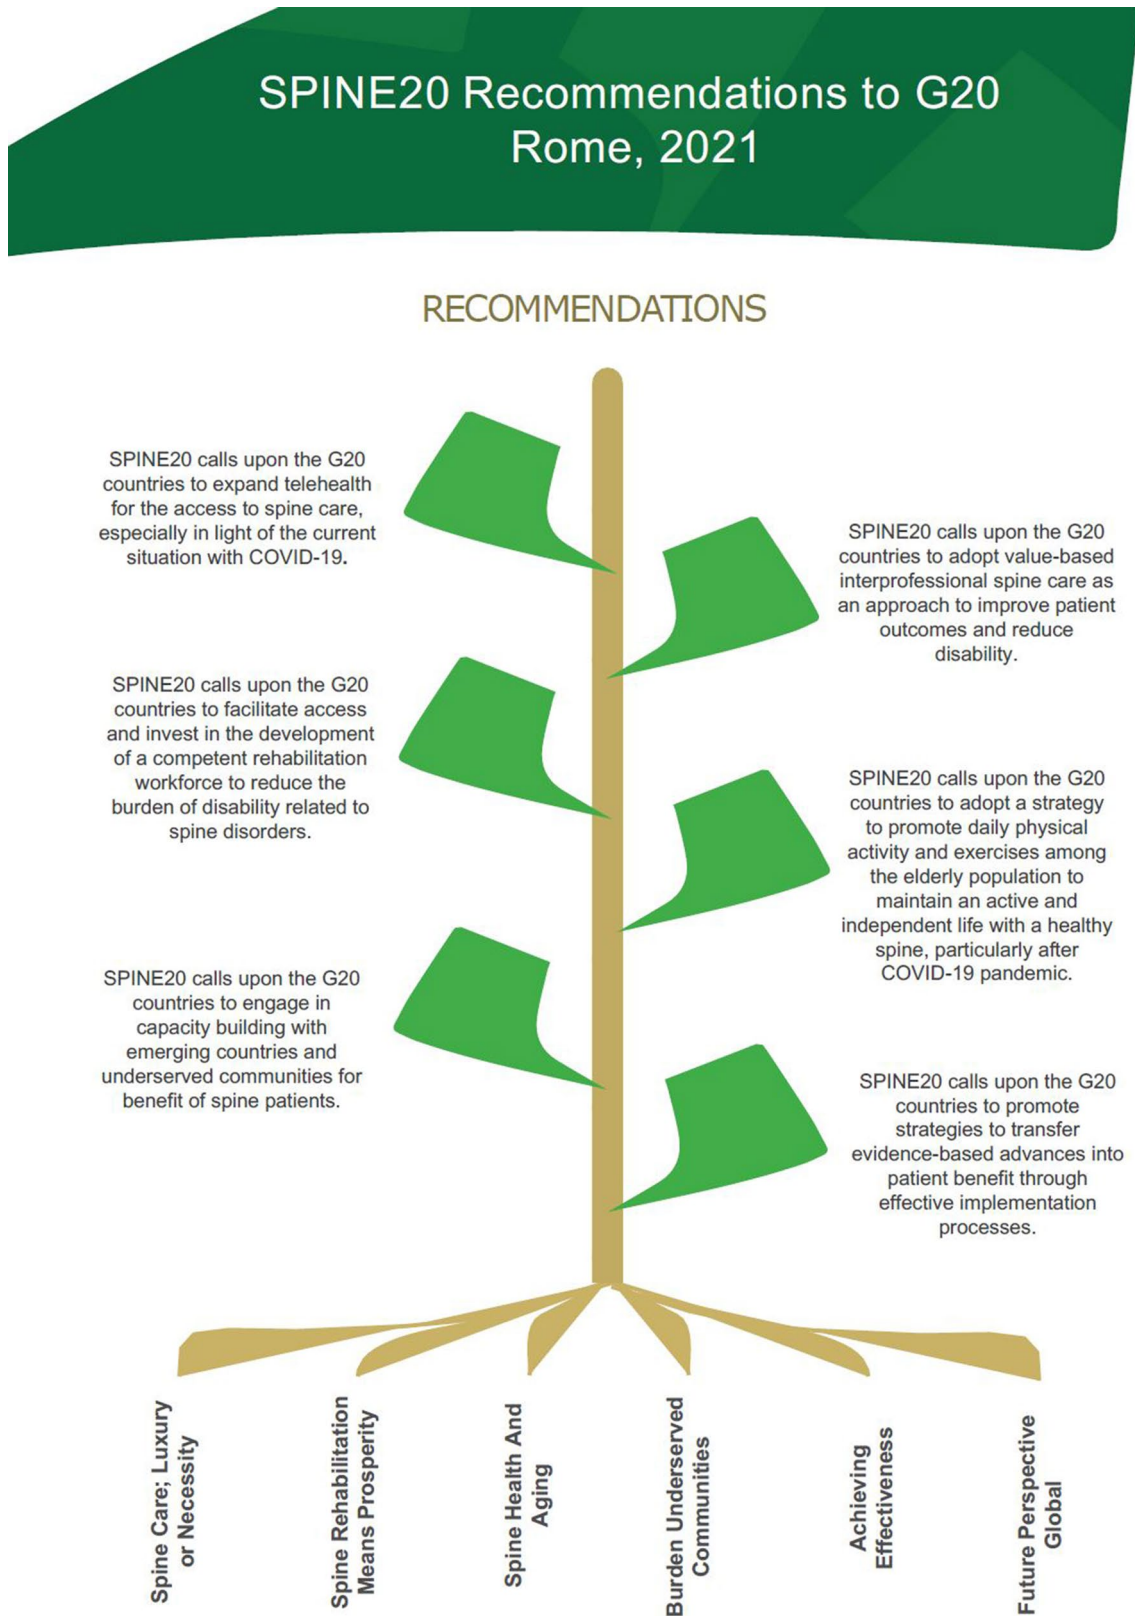 SPINE20 Recommendations to G20
Rome, 2021
RECOMMENDATIONS
SPINE20 calls upon the G20
countries to expand telehealth
for the access to spine care,
especially in light of the current
situation with COVID-19.
SPINE20 calls upon the G20
countries to adopt value-based
interprofessional spine care as
an approach to improve patient
outcomes and reduce
disability.
SPINE20 calls upon the G20
countries to facilitate access
and invest in the development
of a competent rehabilitation
workforce to reduce the
burden of disability related to
spine disorders.
SPINE20 calls upon the G20
countries to adopt a strategy
to promote daily physical
activity and exercises among
the elderly population to
maintain an active and
independent life with a healthy
spine, particularly after
COVID-19 pandemic.
SPINE20 calls upon the G20
countries to engage in
capacity building with
emerging countries and
underserved communities for
benefit of spine patients.
SPINE20 calls upon the G20
countries to promote
strategies to transfer
evidence-based advances into
patient benefit through
effective implementation
processes.
Spine Care; Luxury
or Necessity
Spine Rehabilitation
Means Prosperity
Spine Health And
Aging
Burden Underserved
Communities
Achieving
Effectiveness
Future Perspective
Global